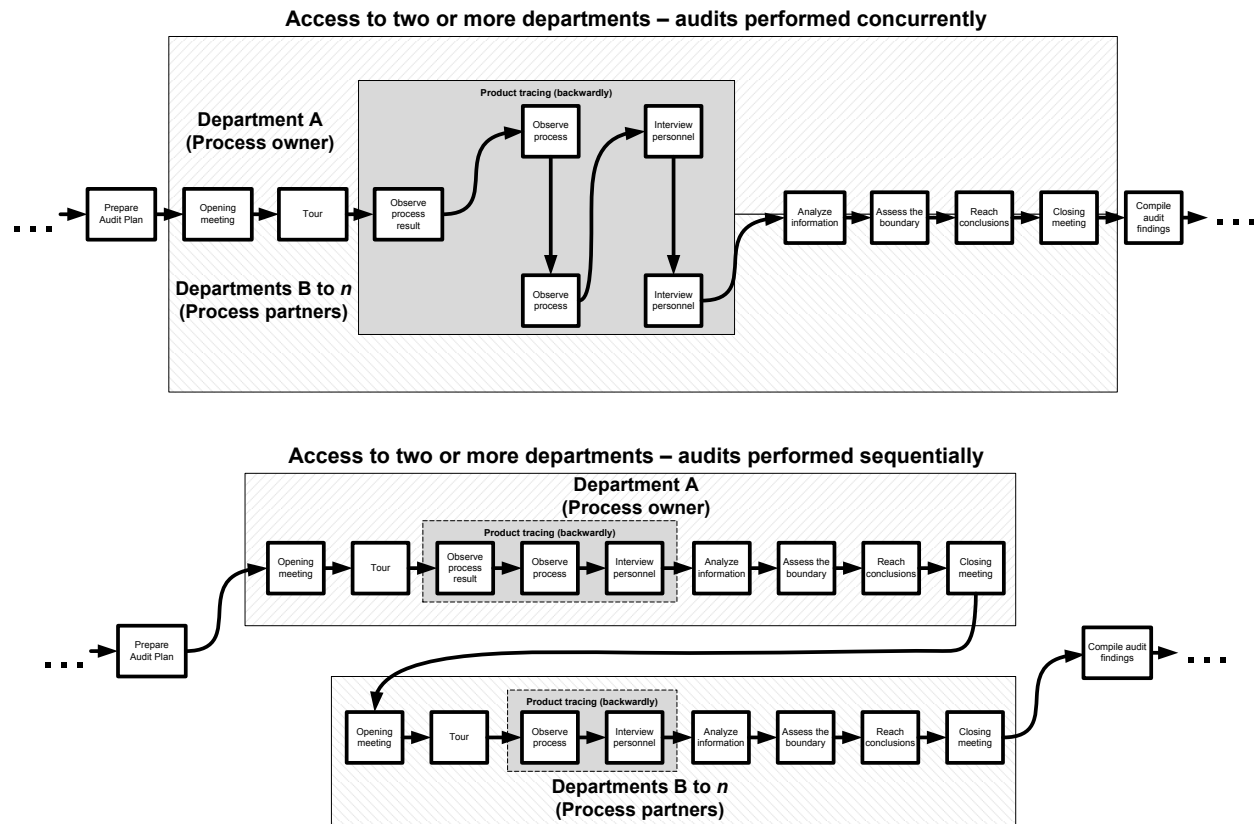 Access to two or more departments – audits performed concurrently
Product tracing (backwardly)
Department A
(Process owner)
Observe
process
Interview
personnel
. . .
Prepare
Audit Plan
Opening
meeting
Tour
Observe
process
result
Analyze
information
Assess the
boundary
Reach
conclusions
Closing
meeting
Compile
audit
findings
. . .
Departments B to n
(Process partners)
Observe
process
Interview
personnel
Access to two or more departments – audits performed sequentially
Department A
(Process owner)
Product tracing (backwardly)
Opening
meeting
Tour
Observe
process
result
Observe
process
Interview
personnel
Analyze
information
Assess the
boundary
Reach
conclusions
Closing
meeting
. . .
Prepare
Audit Plan
Compile audit
findings
. . .
Product tracing (backwardly)
Opening
meeting
Tour
Observe
process
Interview
personnel
Analyze
information
Assess the
boundary
Reach
conclusions
Closing
meeting
Departments B to n
(Process partners)